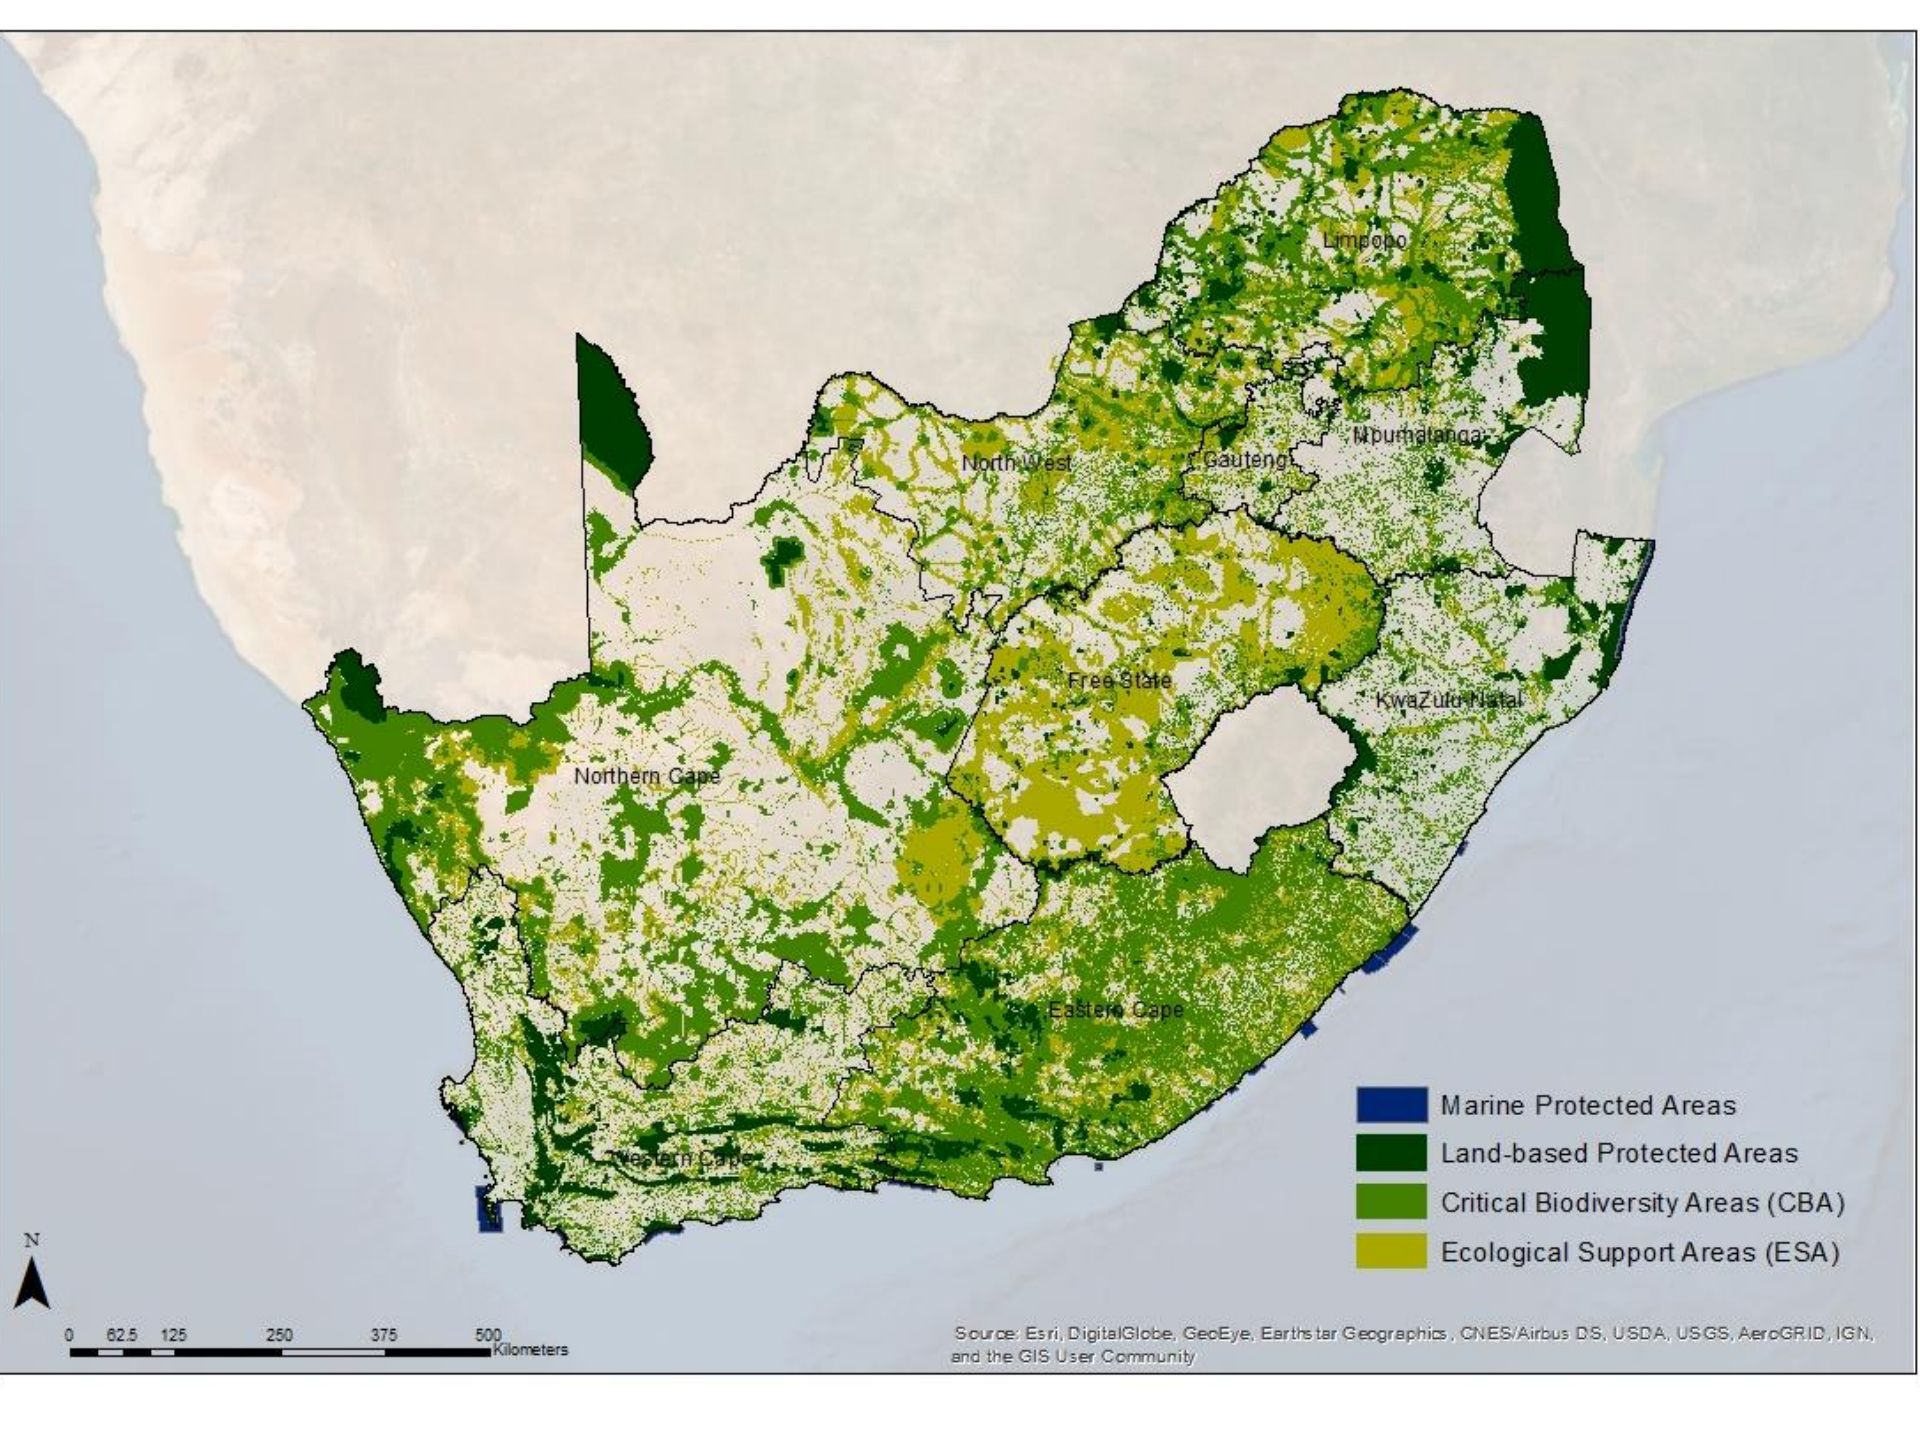 Limpopo
Mpumalanga
North West
Gauteng
Free State
KwaZulu-Natal
Northern Cape
Eastern Cape
Western Cape
Marine Protected Areas
Land-based Protected Areas
Critical Biodiversity Areas (CBA)
Ecological Support Areas (ESA)
N
0 62.5 125 250 375 500
Kilometers
Source: Esri, DigitalGlobe, GeoEye, Earthstar Geographics, CNES/Airbus DS, USDA, USGS, AeroGRID, IGN,
and the GIS User Community